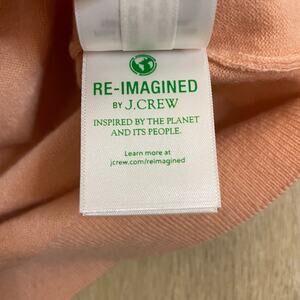 RE-IMAGINED
BY J.CREW
INSPIRED BY THE PLANET
AND ITS PEOPLE.
Learn more at
jcrew.com/reimagined